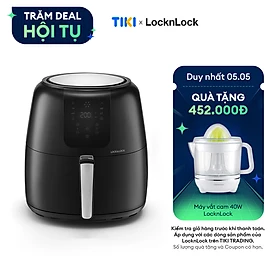 TRĂM DEAL
HỘI TỤ
TIKI × LocknLock
200
Duy nhất 05.05
QUÀ TẶNG
452.000Đ
Máy vắt cam 40W
LocknLock
Kiểm tra giỏ hàng trước khi thanh toán.
Áp dụng với các dòng sản phẩm của
LocknLock trên TIKI TRADING.
Số lượng quà tặng và Coupon có hạn.